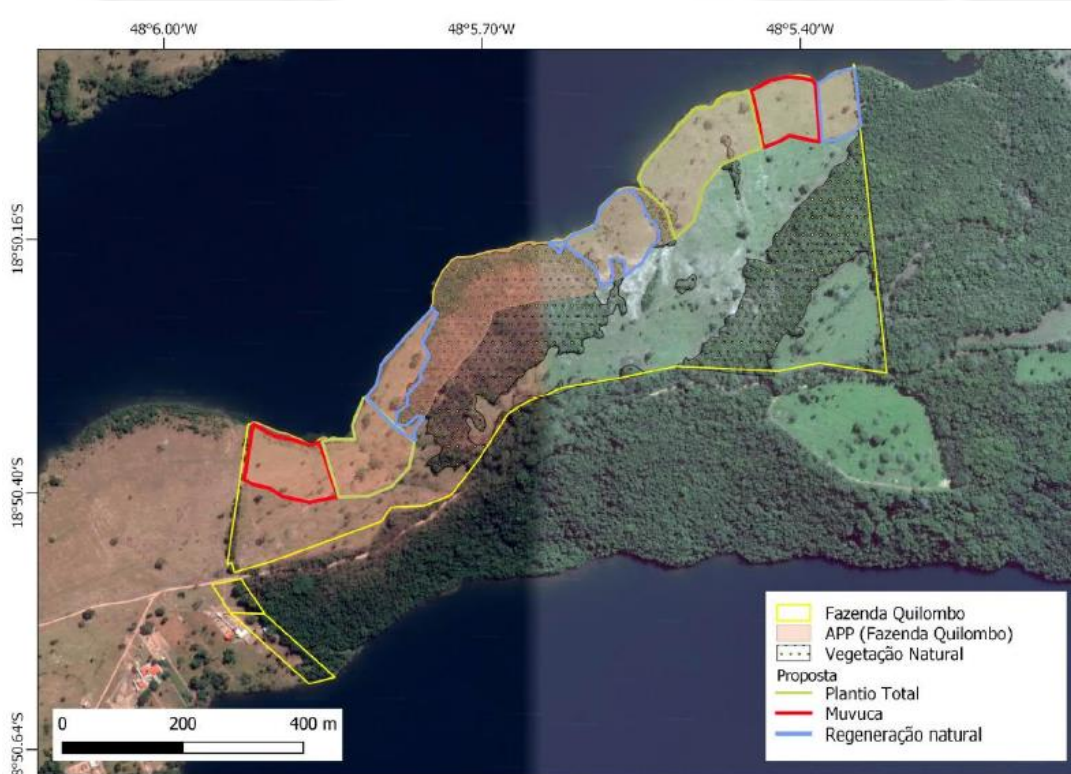 48°6.00'W
48°5.70'W
48°5.40'W
18°50.16'S
18°50.40'S
18°50.64'S
Fazenda Quilombo
APP (Fazenda Quilombo)
Vegetação Natural
Proposta
Plantio Total
Muvuca
Regeneração natural
0 200 400 m